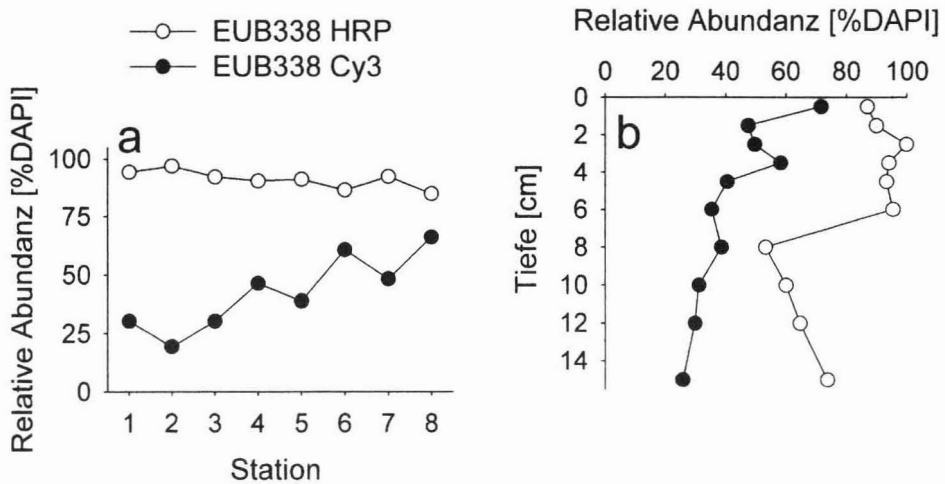 EUB338 HRP
EUB338 Cy3
a
Relative Abundanz [%DAPI]
100
75
50
25
0
1 2 3 4 5 6 7 8
Station
Relative Abundanz [%DAPI]
0 20 40 60 80 100
b
Tiefe [cm]
0
2
4
6
8
10
12
14